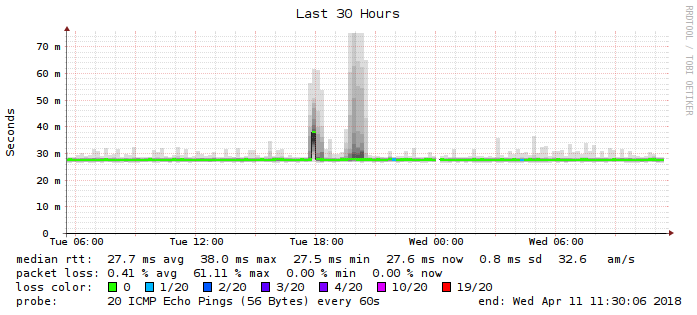 Last 30 Hours
RRDTOOL / TOBI OETIKER
Seconds
70 m
60 m
50 m
40 m
30 m
20 m
10 m
0
Tue 06:00 Tue 12:00 Tue 18:00 Wed 00:00 Wed 06:00
median rtt: 27.7 ms avg 38.0 ms max 27.5 ms min 27.6 ms now 0.8 ms sd 32.6 am/s
packet loss: 0.41 % avg 61.11 % max 0.00 % min 0.00 % now
loss color: 0 1/20 2/20 3/20 4/20 10/20 19/20
probe: 20 ICMP Echo Pings (56 Bytes) every 60s end: Wed Apr 11 11:30:06 2018